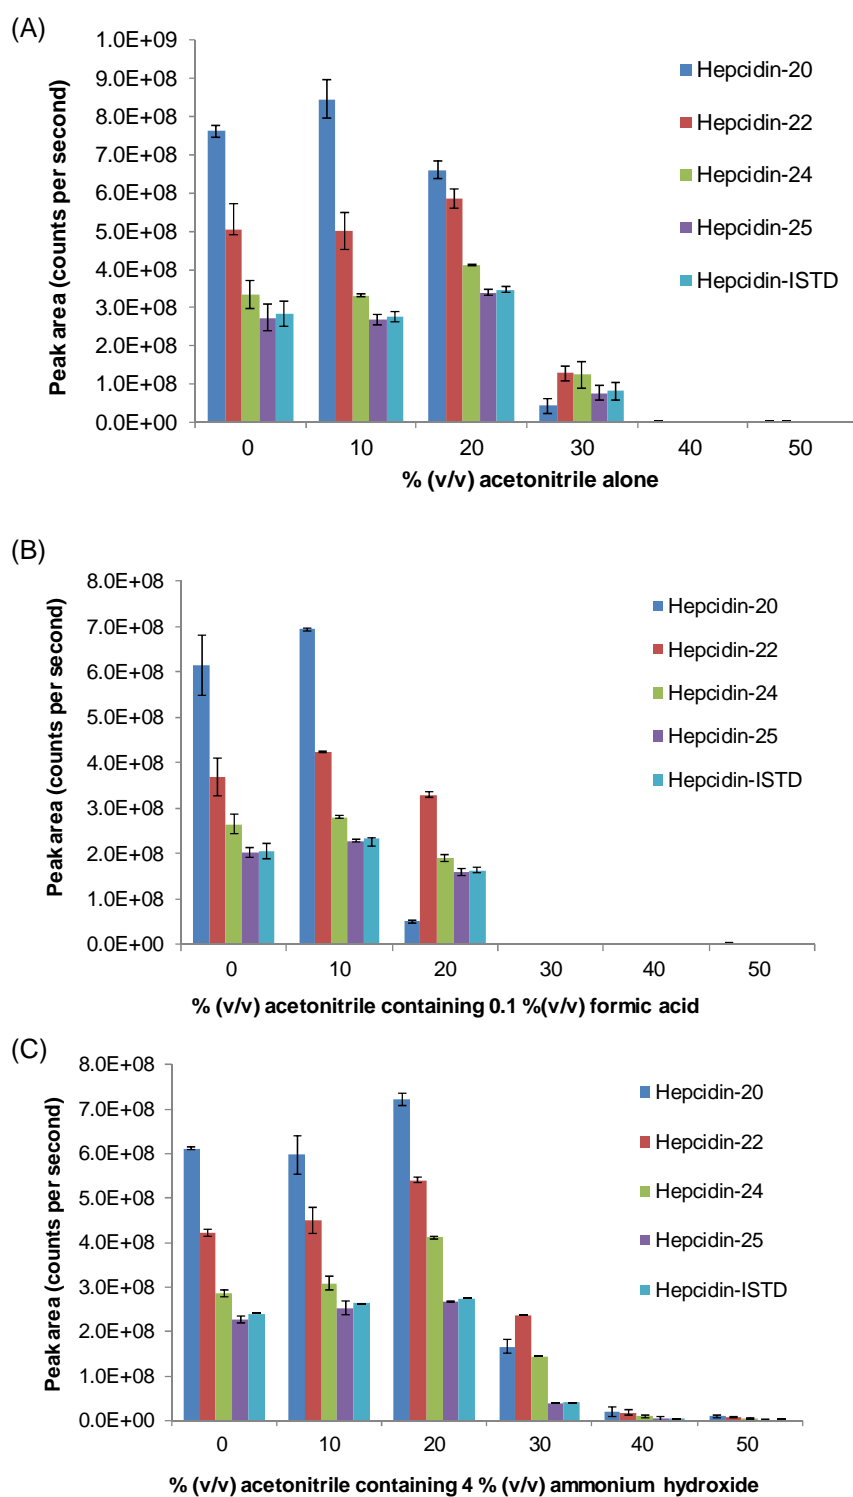 (A)
1.0E+09
9.0E+08
8.0E+08
7.0E+08
6.0E+08
5.0E+08
4.0E+08
3.0E+08
2.0E+08
1.0E+08
0.0E+00
Peak area (counts per second)
Hepcidin-20
Hepcidin-22
Hepcidin-24
Hepcidin-25
Hepcidin-ISTD
0 10 20 30 40 50
% (v/v) acetonitrile alone
(B)
8.0E+08
7.0E+08
6.0E+08
5.0E+08
4.0E+08
3.0E+08
2.0E+08
1.0E+08
0.0E+00
Peak area (counts per second)
Hepcidin-20
Hepcidin-22
Hepcidin-24
Hepcidin-25
Hepcidin-ISTD
0 10 20 30 40 50
% (v/v) acetonitrile containing 0.1 %(v/v) formic acid
(C)
8.0E+08
7.0E+08
6.0E+08
5.0E+08
4.0E+08
3.0E+08
2.0E+08
1.0E+08
0.0E+00
Peak area (counts per second)
Hepcidin-20
Hepcidin-22
Hepcidin-24
Hepcidin-25
Hepcidin-ISTD
0 10 20 30 40 50
% (v/v) acetonitrile containing 4 % (v/v) ammonium hydroxide